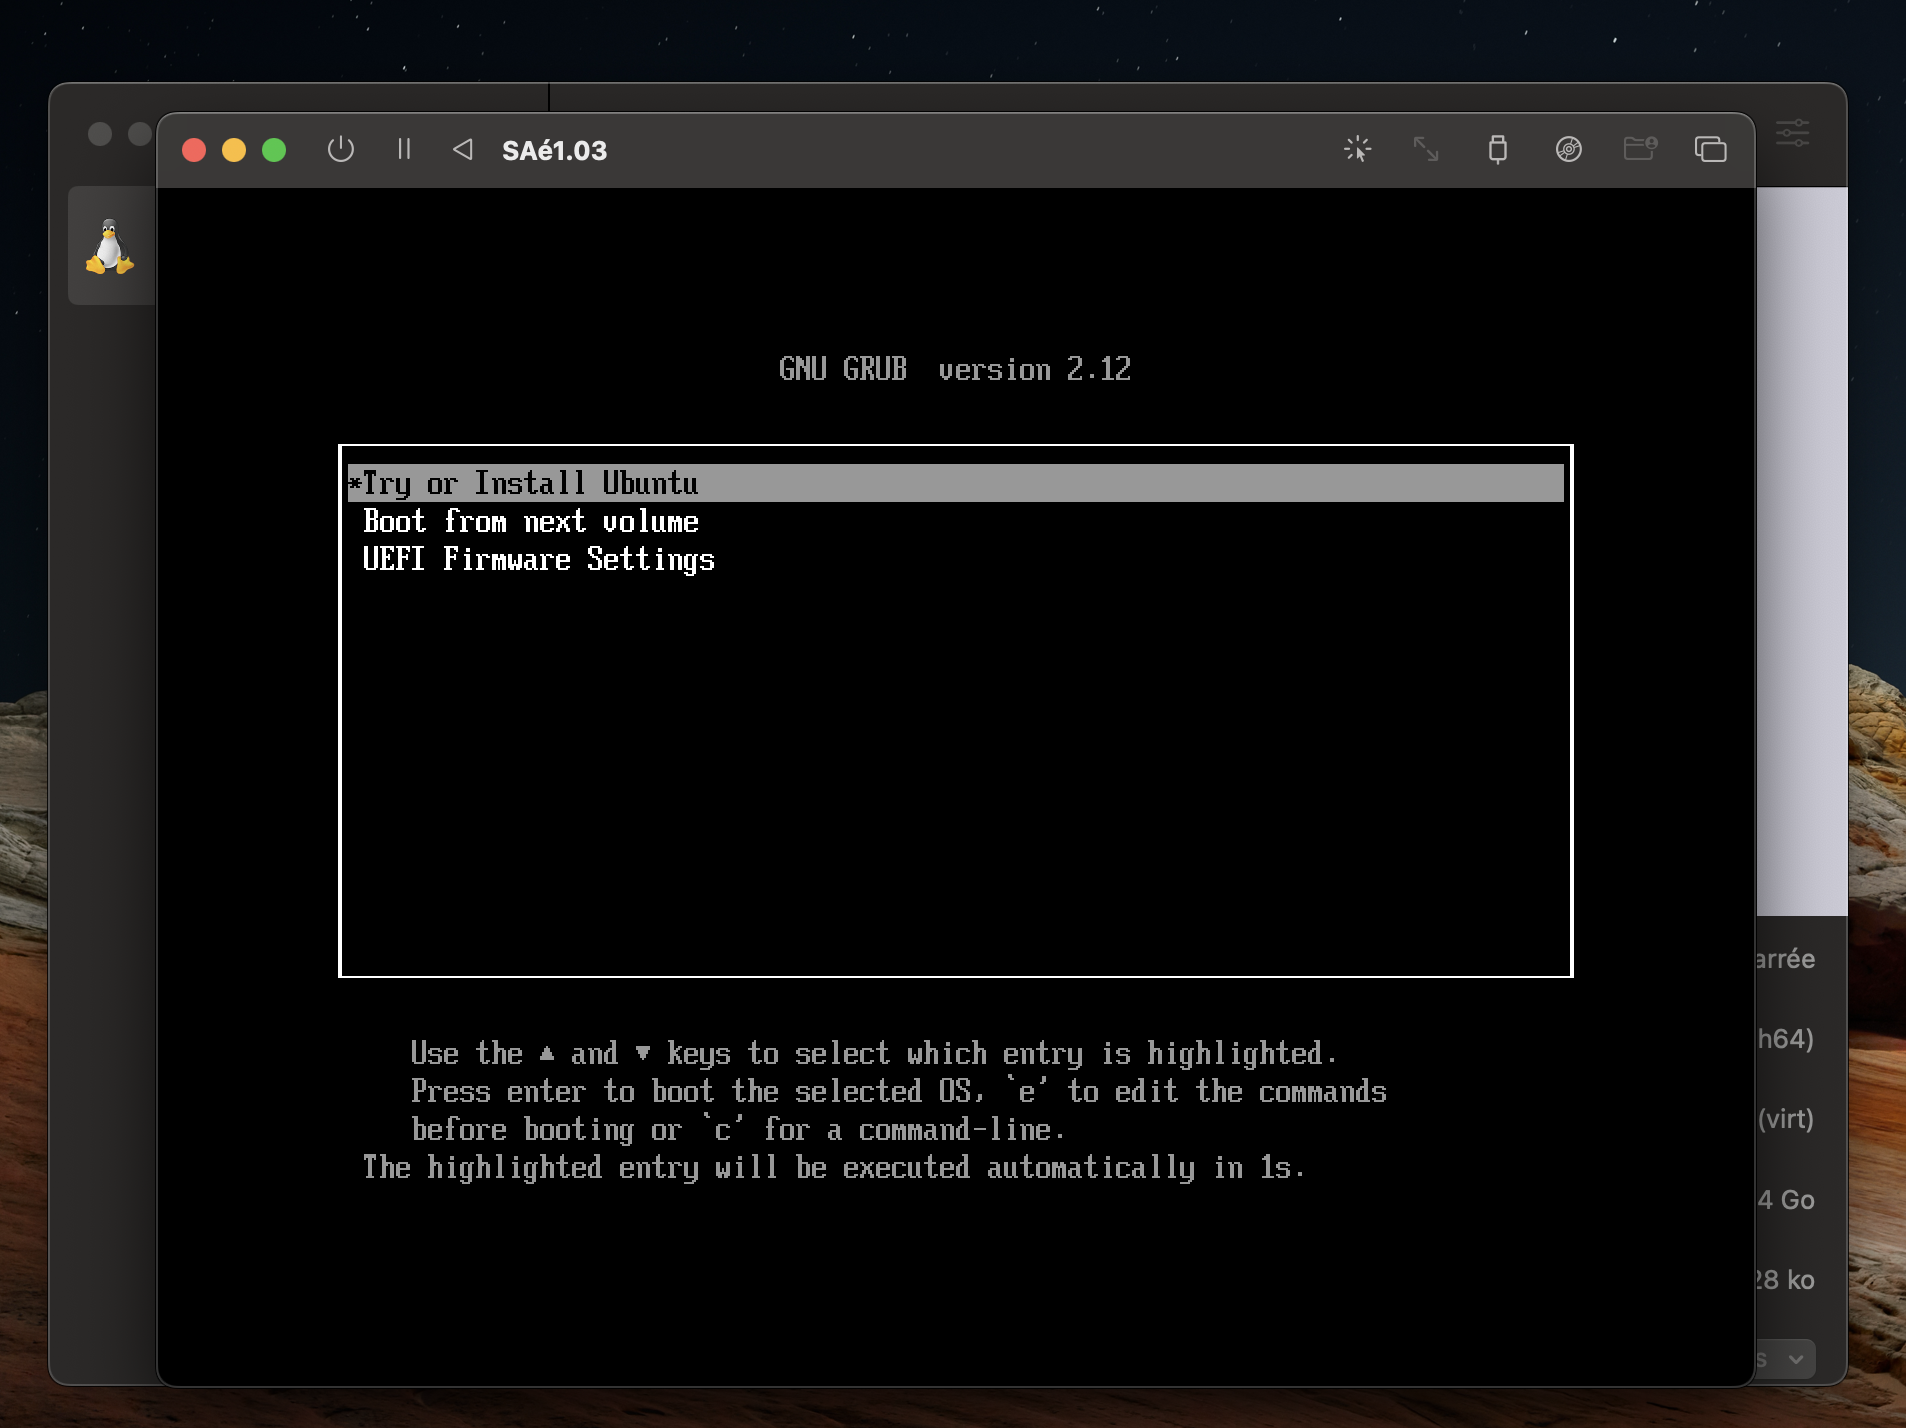 SAé1.03
GNU GRUB  version 2.12
*Try or Install Ubuntu
Boot from next volume
UEFI Firmware Settings
Use the ▲ and ▼ keys to select which entry is highlighted.
Press enter to boot the selected OS, `e' to edit the commands
before booting or `c' for a command-line.
The highlighted entry will be executed automatically in 1s.
(virt)
4 Go
ko